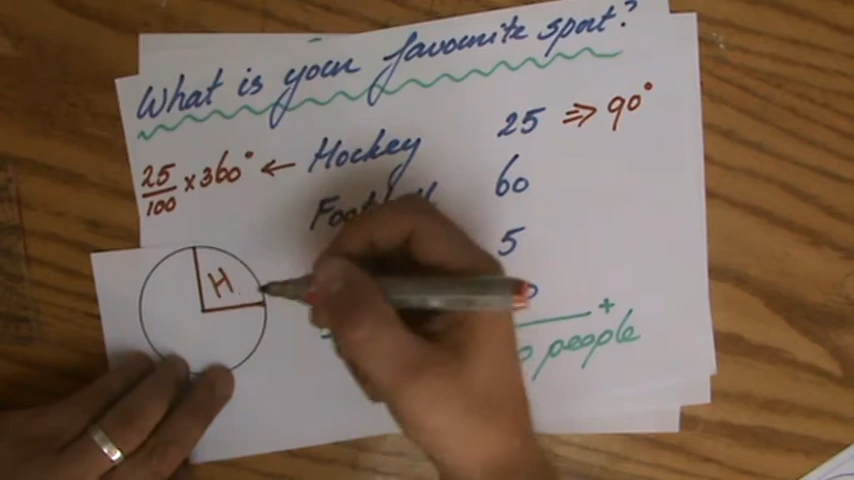 What is your favourite sport?
25/100 x 360° ← Hockey 25 ⇒ 90°
60
5
+
people
H